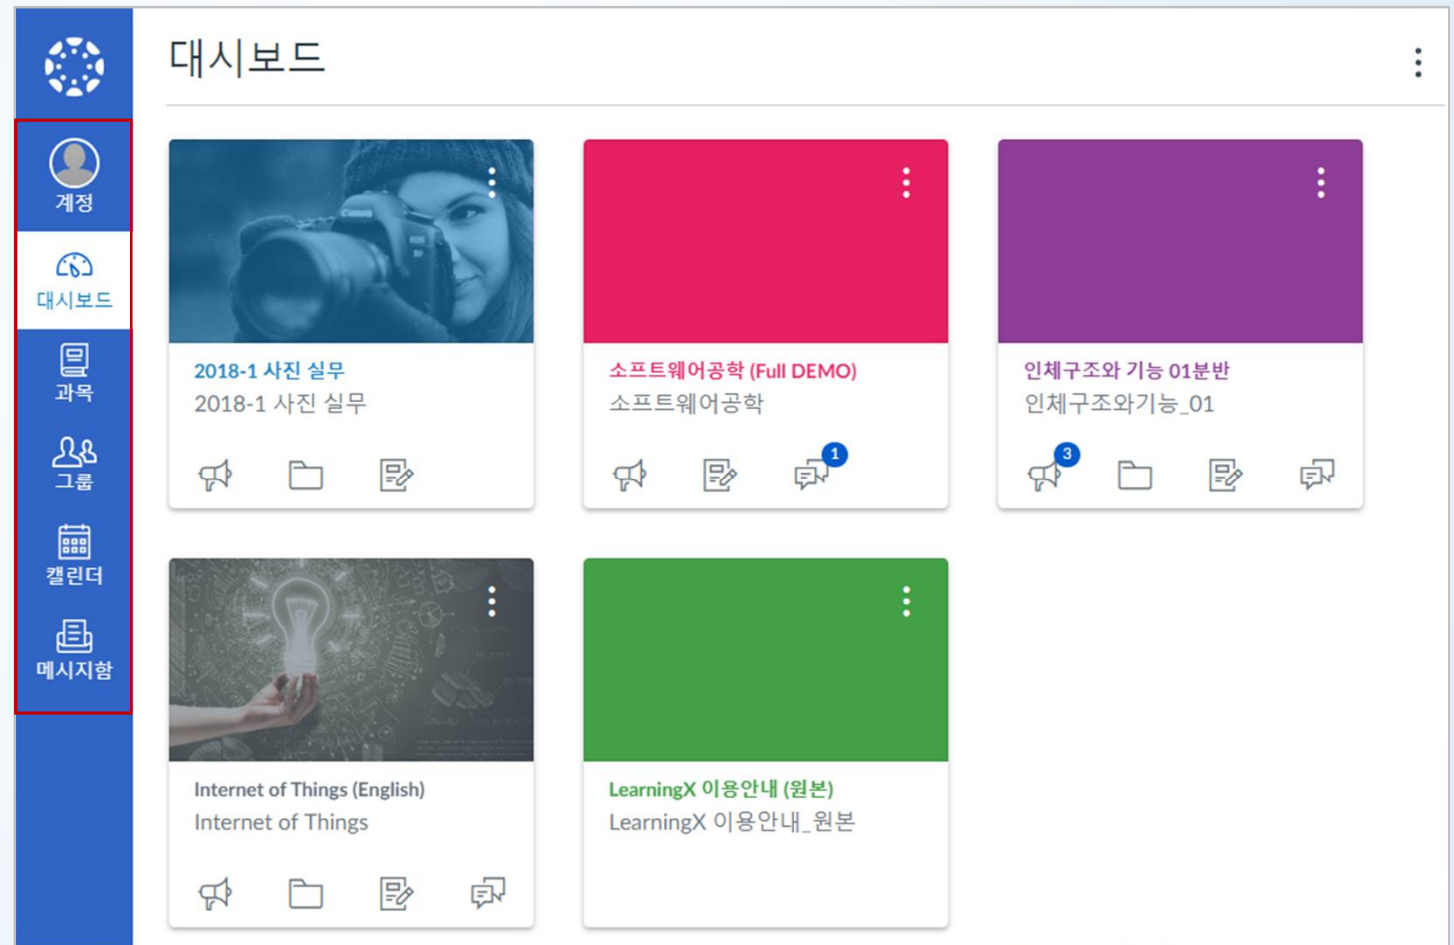 대시보드
계정
대시보드
과목
그룹
캘린더
메시지함
Canon
2018-1 사진 실무
2018-1 사진 실무
소프트웨어공학 (Full DEMO)
소프트웨어공학
1
인체구조와 기능 01분반
인체구조와기능_01
3
Internet of Things (English)
Internet of Things
LearningX 이용안내 (원본)
LearningX 이용안내_원본